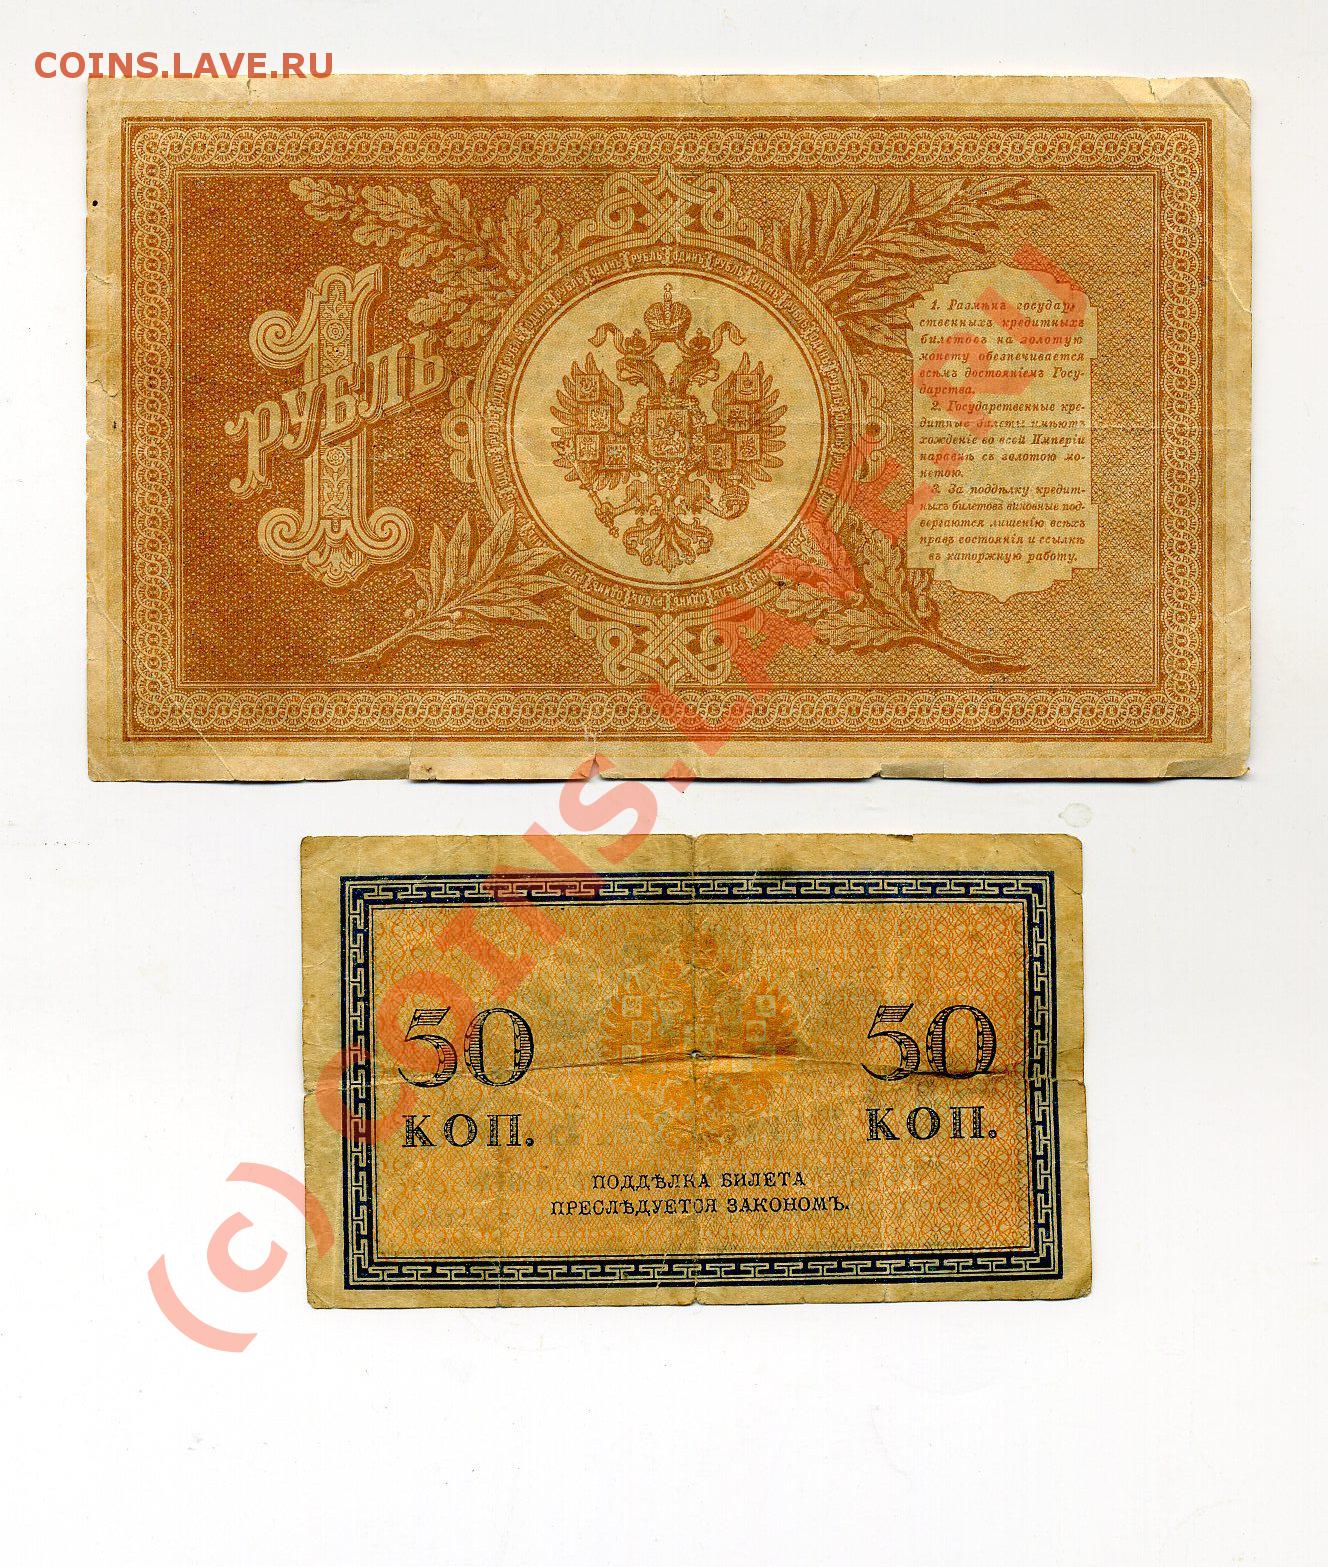 COINS.LAVE.RU
1
РУБЛЬ
1. Размѣнъ государ-
ственныхъ кредитныхъ
билетовъ на золотую
монету обезпечивается
всѣмъ достояніемъ Госу-
дарства.
2. Государственные кре-
дитные билеты имѣютъ
хожденіе во всей Имперіи
наравнѣ съ золотою мо-
нетою.
3. За поддѣлку кредит-
ныхъ билетовъ виновные под-
вергаются лишенію всѣхъ
правъ состоянія и ссылкѣ
въ каторжную работу.
50 50
КОП. КОП.
ПОДДѢЛКА БИЛЕТА
ПРЕСЛѢДУЕТСЯ ЗАКОНОМЪ.
(c) COINS.LAVE.RU